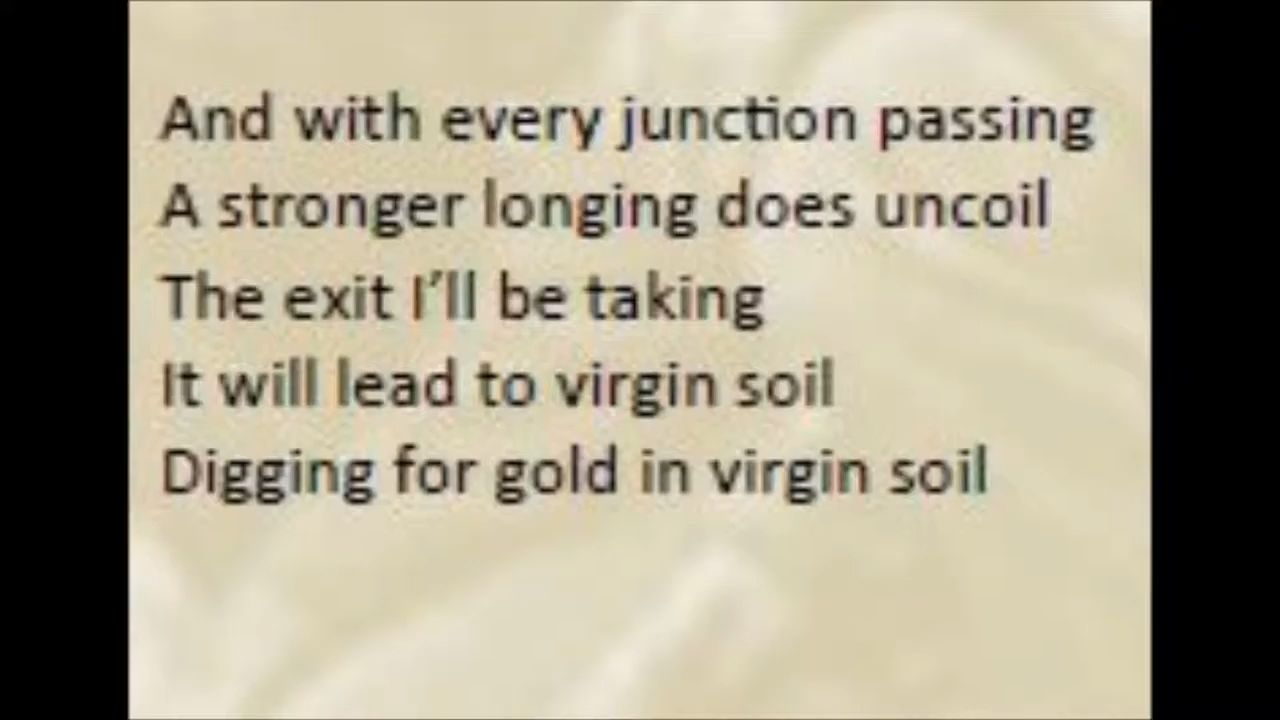 And with every junction passing
A stronger longing does uncoil
The exit I’ll be taking
It will lead to virgin soil
Digging for gold in virgin soil